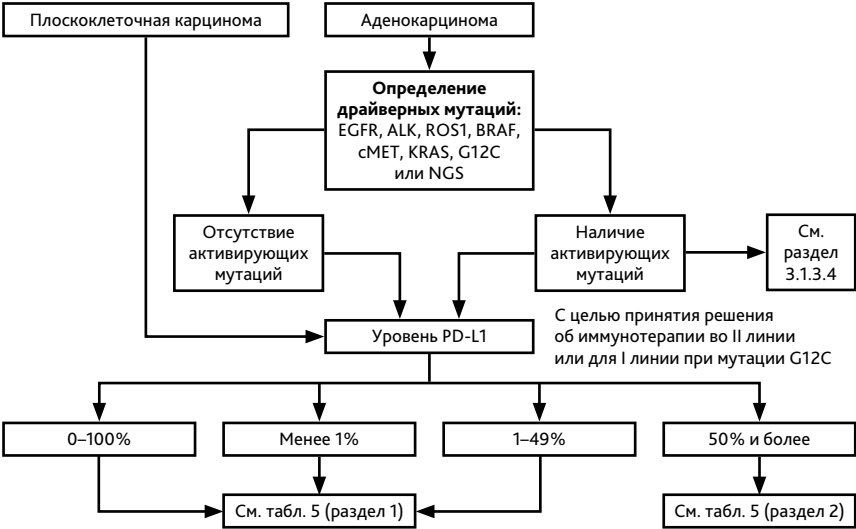 Плоскоклеточная карцинома
Аденокарцинома
Определение
драйверных мутаций:
EGFR, ALK, ROS1, BRAF,
cMET, KRAS, G12C
или NGS
Отсутствие
активирующих
мутаций
Наличие
активирующих
мутаций
См.
раздел
3.1.3.4
Уровень PD-L1
С целью принятия решения
об иммунотерапии во II линии
или для I линии при мутации G12C
0–100%
Менее 1%
1–49%
50% и более
См. табл. 5 (раздел 1)
См. табл. 5 (раздел 2)